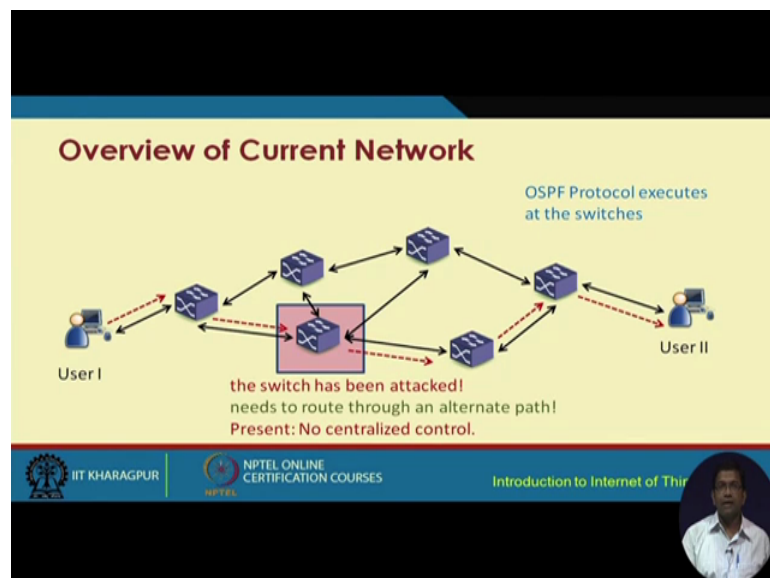 Overview of Current Network
OSPF Protocol executes
at the switches
User I
User II
the switch has been attacked!
needs to route through an alternate path!
Present: No centralized control.
IIT KHARAGPUR
NPTEL
NPTEL ONLINE
CERTIFICATION COURSES
Introduction to Internet of Thin